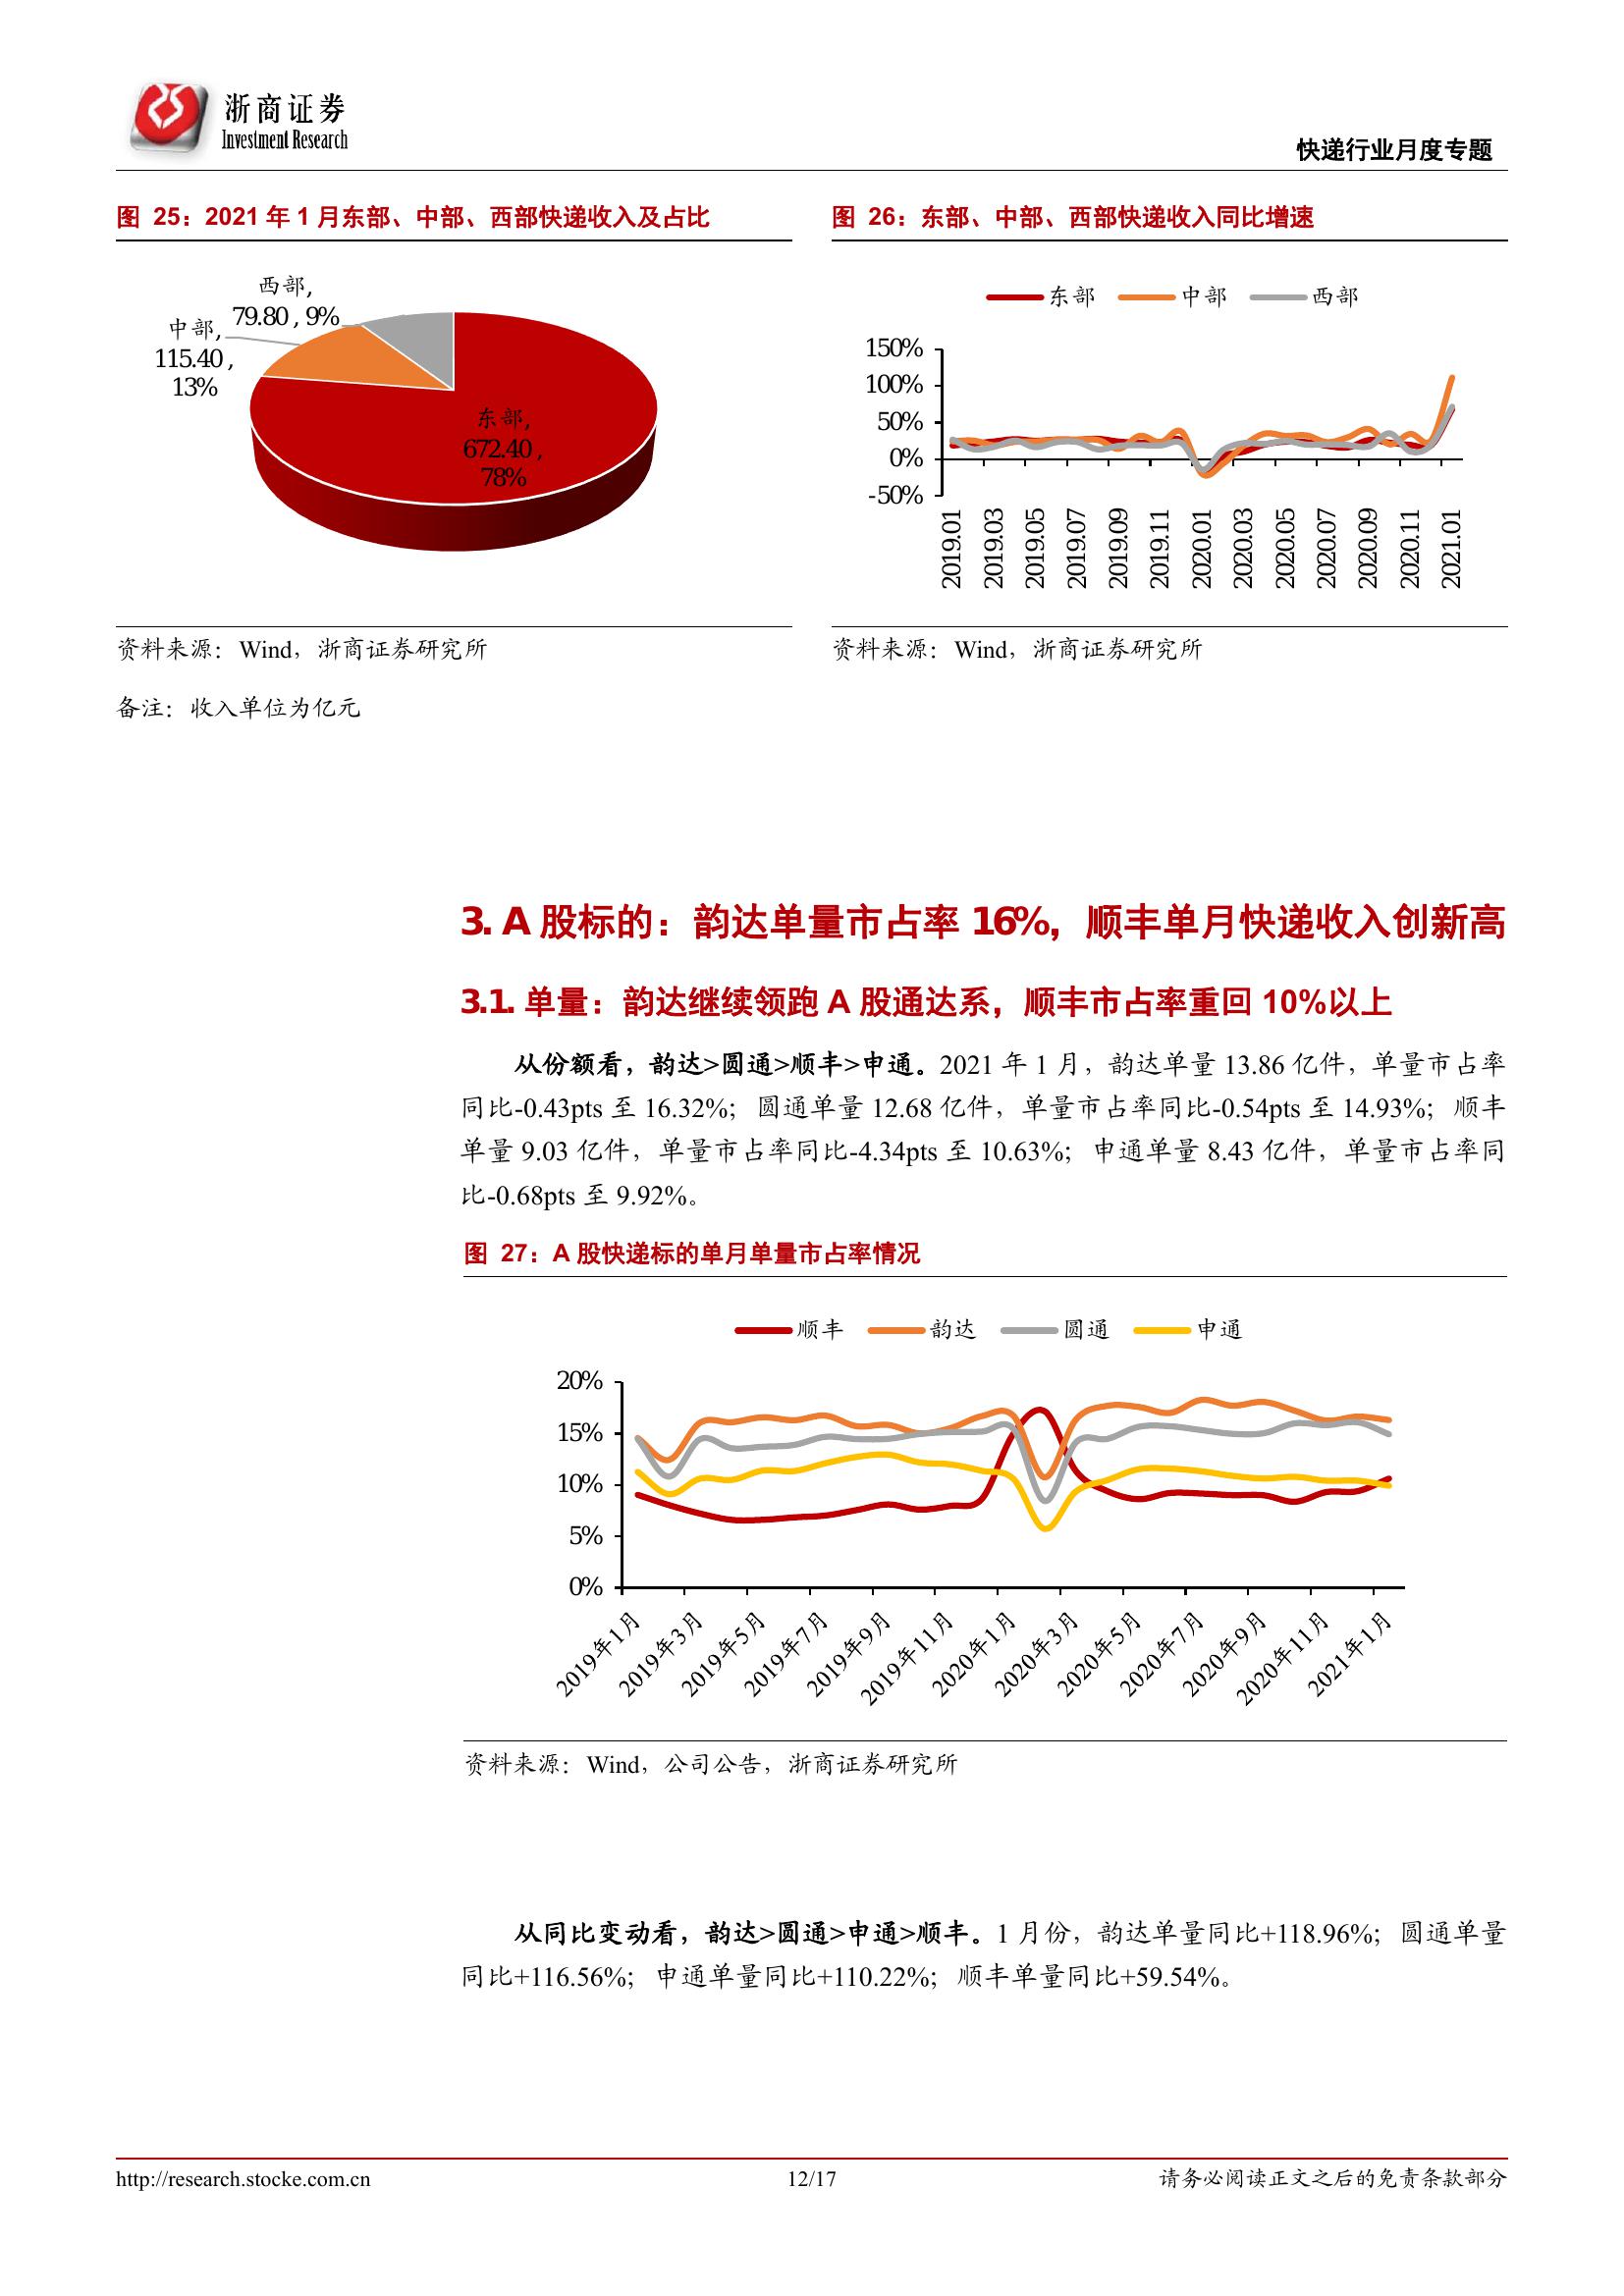 浙商证券
Investment Research
快递行业月度专题
图 25：2021 年 1 月东部、中部、西部快递收入及占比
西部,
79.80 , 9%
中部,
115.40 ,
13%
东部,
672.40 ,
78%
资料来源：Wind，浙商证券研究所
备注：收入单位为亿元
图 26：东部、中部、西部快递收入同比增速
东部 中部 西部
150%
100%
50%
0%
-50%
2019.01
2019.03
2019.05
2019.07
2019.09
2019.11
2020.01
2020.03
2020.05
2020.07
2020.09
2020.11
2021.01
资料来源：Wind，浙商证券研究所
3. A 股标的：韵达单量市占率 16%，顺丰单月快递收入创新高
3.1. 单量：韵达继续领跑 A 股通达系，顺丰市占率重回 10%以上
从份额看，韵达>圆通>顺丰>申通。2021 年 1 月，韵达单量 13.86 亿件，单量市占率
同比-0.43pts 至 16.32%；圆通单量 12.68 亿件，单量市占率同比-0.54pts 至 14.93%；顺丰
单量 9.03 亿件，单量市占率同比-4.34pts 至 10.63%；申通单量 8.43 亿件，单量市占率同
比-0.68pts 至 9.92%。
图 27：A 股快递标的单月单量市占率情况
顺丰 韵达 圆通 申通
20%
15%
10%
5%
0%
2019年1月
2019年3月
2019年5月
2019年7月
2019年9月
2019年11月
2020年1月
2020年3月
2020年5月
2020年7月
2020年9月
2020年11月
2021年1月
资料来源：Wind，公司公告，浙商证券研究所
从同比变动看，韵达>圆通>申通>顺丰。1 月份，韵达单量同比+118.96%；圆通单量
同比+116.56%；申通单量同比+110.22%；顺丰单量同比+59.54%。
http://research.stocke.com.cn
12/17
请务必阅读正文之后的免责条款部分